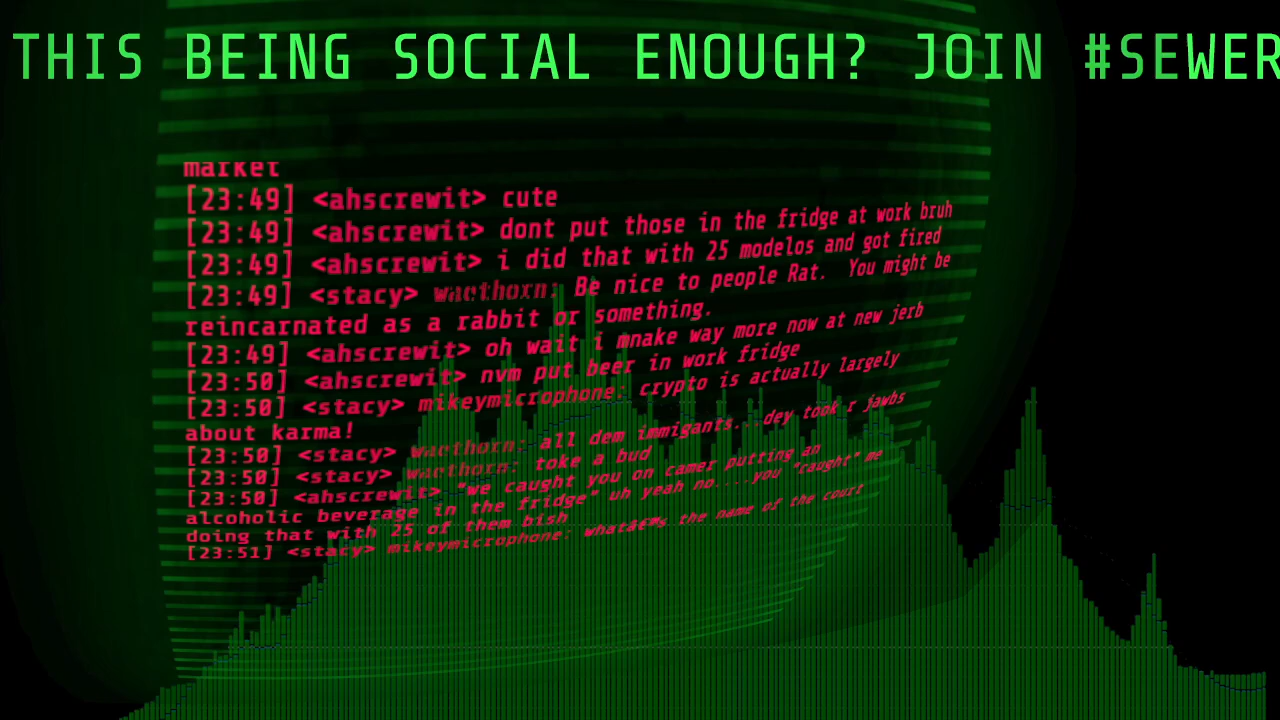 THIS BEING SOCIAL ENOUGH? JOIN #SEWER
market
[23:49] <ahscrewit> cute
[23:49] <ahscrewit> dont put those in the fridge at work bruh
[23:49] <ahscrewit> i did that with 25 modelos and got fired
[23:49] <stacy> waethorn: Be nice to people Rat.  You might be
reincarnated as a rabbit or something.
[23:49] <ahscrewit> oh wait i mnake way more now at new jerb
[23:50] <ahscrewit> nvm put beer in work fridge
[23:50] <stacy> mikeymicrophone: crypto is actually largely
about karma!
[23:50] <stacy> waethorn: all dem immigants...dey took r jawbs
[23:50] <stacy> waethorn: toke a bud
[23:50] <ahscrewit> "we caught you on camer putting an
alcoholic beverage in the fridge" uh yeah no....you "caught" me
doing that with 25 of them bish
[23:51] <stacy> mikeymicrophone: whatâ€™s the name of the court